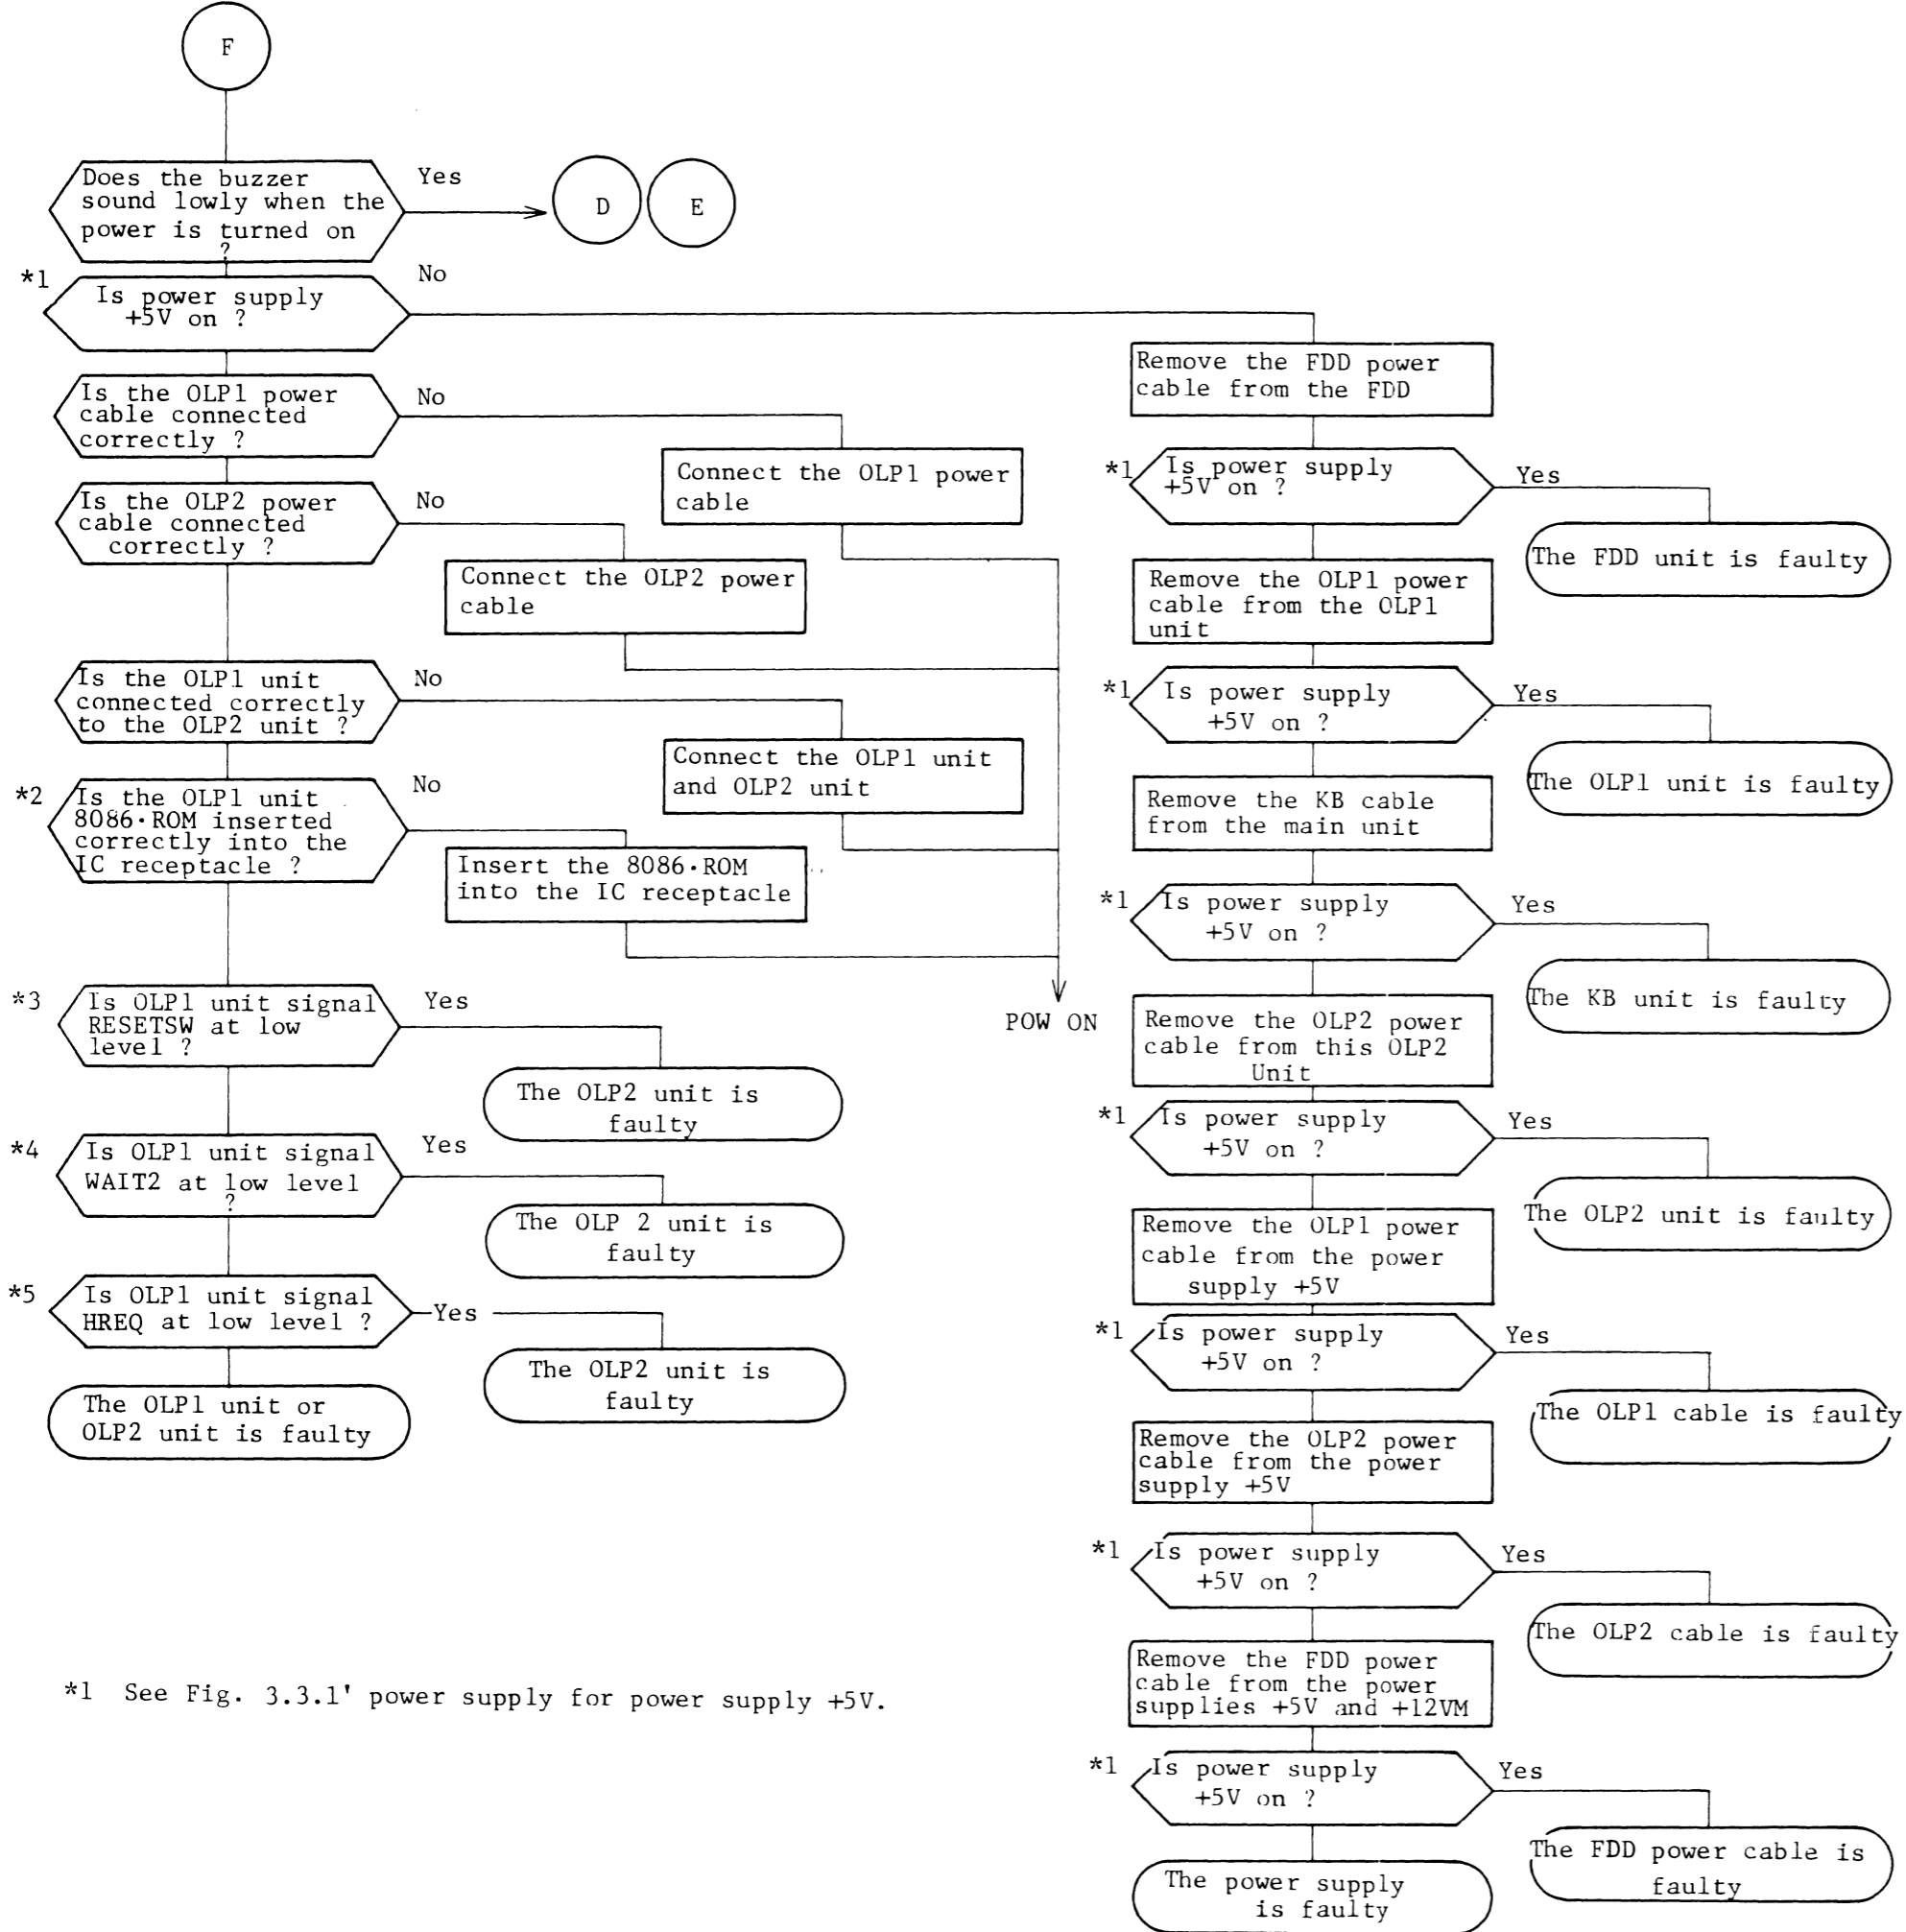 F
Does the buzzer
sound lowly when the
power is turned on
?
Yes
D
E
*1
No
Is power supply
+5V on ?
Is the OLP1 power
cable connected
correctly ?
No
Connect the OLP1 power
cable
Is the OLP2 power
cable connected
correctly ?
No
Connect the OLP2 power
cable
Is the OLP1 unit
connected correctly
to the OLP2 unit ?
No
Connect the OLP1 unit
and OLP2 unit
*2
Is the OLP1 unit
8086·ROM inserted
correctly into the
IC receptacle ?
No
Insert the 8086·ROM
into the IC receptacle
POW ON
*3
Is OLP1 unit signal
RESETSW at low
level ?
Yes
The OLP2 unit is
faulty
*4
Is OLP1 unit signal
WAIT2 at low level
?
Yes
The OLP 2 unit is
faulty
*5
Is OLP1 unit signal
HREQ at low level ?
Yes
The OLP2 unit is
faulty
The OLP1 unit or
OLP2 unit is faulty
Remove the FDD power
cable from the FDD
*1
Is power supply
+5V on ?
Yes
The FDD unit is faulty
Remove the OLP1 power
cable from the OLP1
unit
*1
Is power supply
+5V on ?
Yes
The OLP1 unit is faulty
Remove the KB cable
from the main unit
*1
Is power supply
+5V on ?
Yes
The KB unit is faulty
Remove the OLP2 power
cable from this OLP2
Unit
*1
Is power supply
+5V on ?
Yes
The OLP2 unit is faulty
Remove the OLP1 power
cable from the power
supply +5V
*1
Is power supply
+5V on ?
Yes
The OLP1 cable is faulty
Remove the OLP2 power
cable from the power
supply +5V
*1
Is power supply
+5V on ?
Yes
The OLP2 cable is faulty
Remove the FDD power
cable from the power
supplies +5V and +12VM
*1
Is power supply
+5V on ?
Yes
The FDD power cable is
faulty
The power supply
is faulty
*1 See Fig. 3.3.1' power supply for power supply +5V.